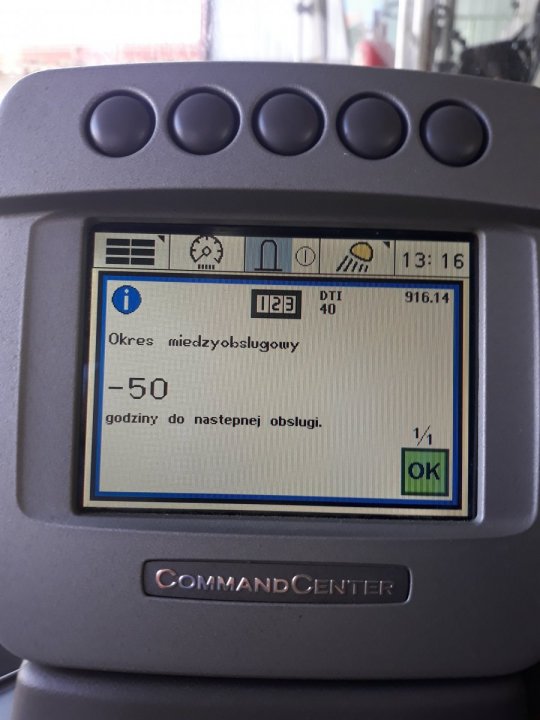 13:16
123
DTI
40
916.14
Okres miedzyobslugowy
-50
godziny do nastepnej obslugi.
1/1
OK
COMMANDCENTER